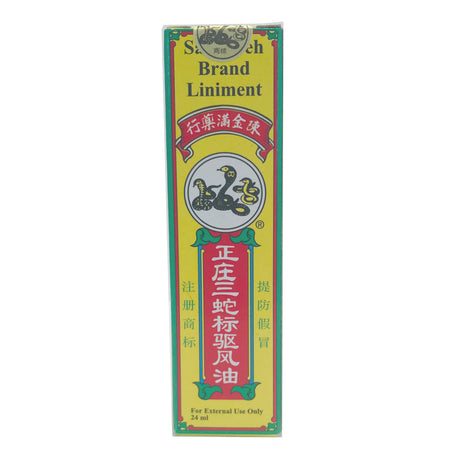 Brand
Liniment
陳金滿藥行
®
提防假冒
正庄三蛇标驱风油
注册商标
For External Use Only
24 ml